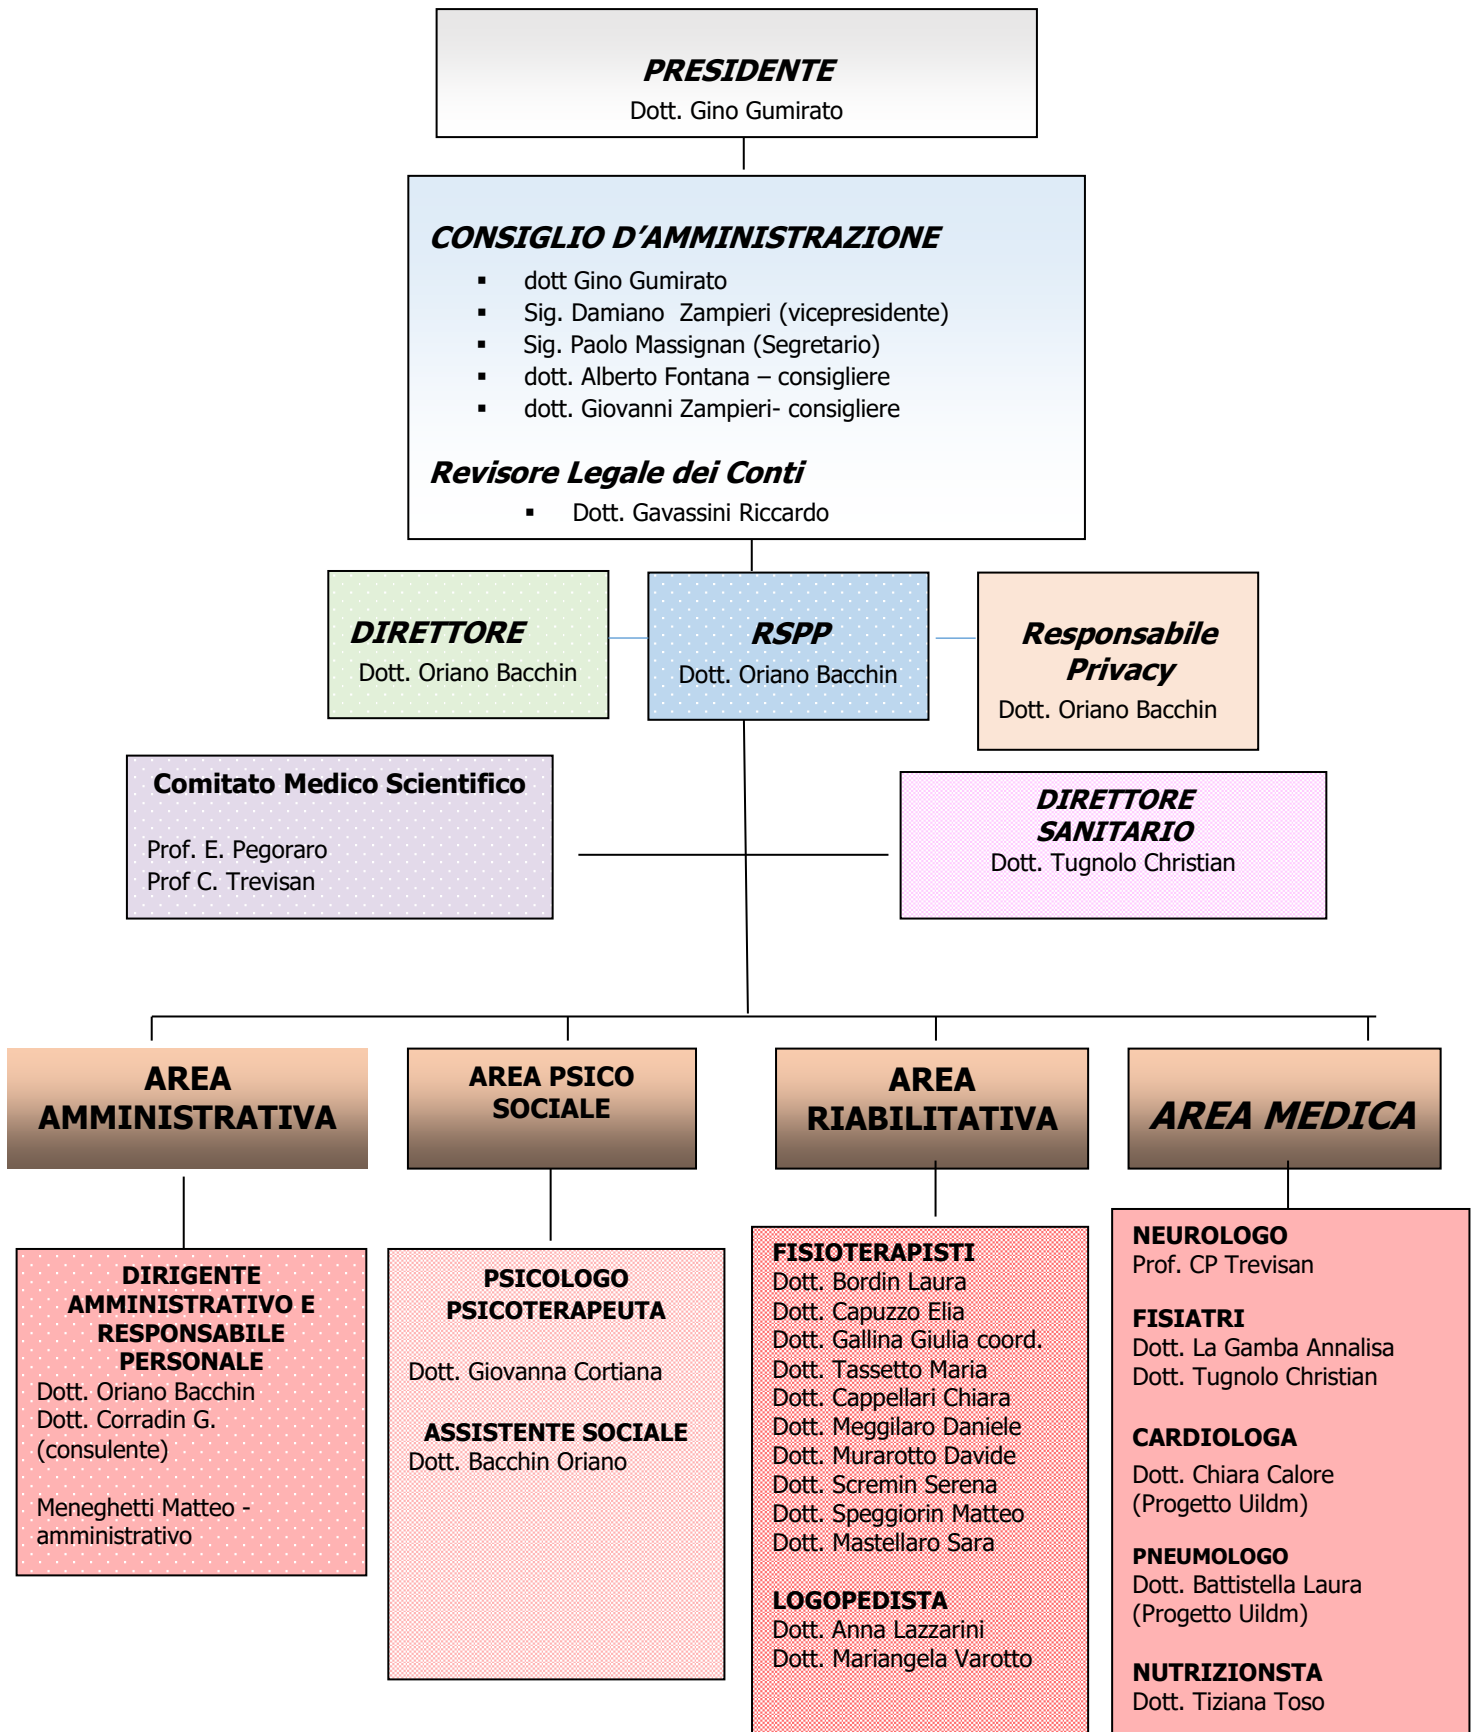 PRESIDENTE
Dott. Gino Gumirato
CONSIGLIO D’AMMINISTRAZIONE
▪ dott Gino Gumirato
▪ Sig. Damiano  Zampieri (vicepresidente)
▪ Sig. Paolo Massignan (Segretario)
▪ dott. Alberto Fontana – consigliere
▪ dott. Giovanni Zampieri- consigliere
Revisore Legale dei Conti
▪ Dott. Gavassini Riccardo
DIRETTORE
Dott. Oriano Bacchin
RSPP
Dott. Oriano Bacchin
Responsabile
Privacy
Dott. Oriano Bacchin
Comitato Medico Scientifico
Prof. E. Pegoraro
Prof C. Trevisan
DIRETTORE
SANITARIO
Dott. Tugnolo Christian
AREA
AMMINISTRATIVA
AREA PSICO
SOCIALE
AREA
RIABILITATIVA
AREA MEDICA
DIRIGENTE
AMMINISTRATIVO E
RESPONSABILE
PERSONALE
Dott. Oriano Bacchin
Dott. Corradin G.
(consulente)
Meneghetti Matteo -
amministrativo
PSICOLOGO
PSICOTERAPEUTA
Dott. Giovanna Cortiana
ASSISTENTE SOCIALE
Dott. Bacchin Oriano
FISIOTERAPISTI
Dott. Bordin Laura
Dott. Capuzzo Elia
Dott. Gallina Giulia coord.
Dott. Tassetto Maria
Dott. Cappellari Chiara
Dott. Meggilaro Daniele
Dott. Murarotto Davide
Dott. Scremin Serena
Dott. Speggiorin Matteo
Dott. Mastellaro Sara
LOGOPEDISTA
Dott. Anna Lazzarini
Dott. Mariangela Varotto
NEUROLOGO
Prof. CP Trevisan
FISIATRI
Dott. La Gamba Annalisa
Dott. Tugnolo Christian
CARDIOLOGA
Dott. Chiara Calore
(Progetto Uildm)
PNEUMOLOGO
Dott. Battistella Laura
(Progetto Uildm)
NUTRIZIONSTA
Dott. Tiziana Toso